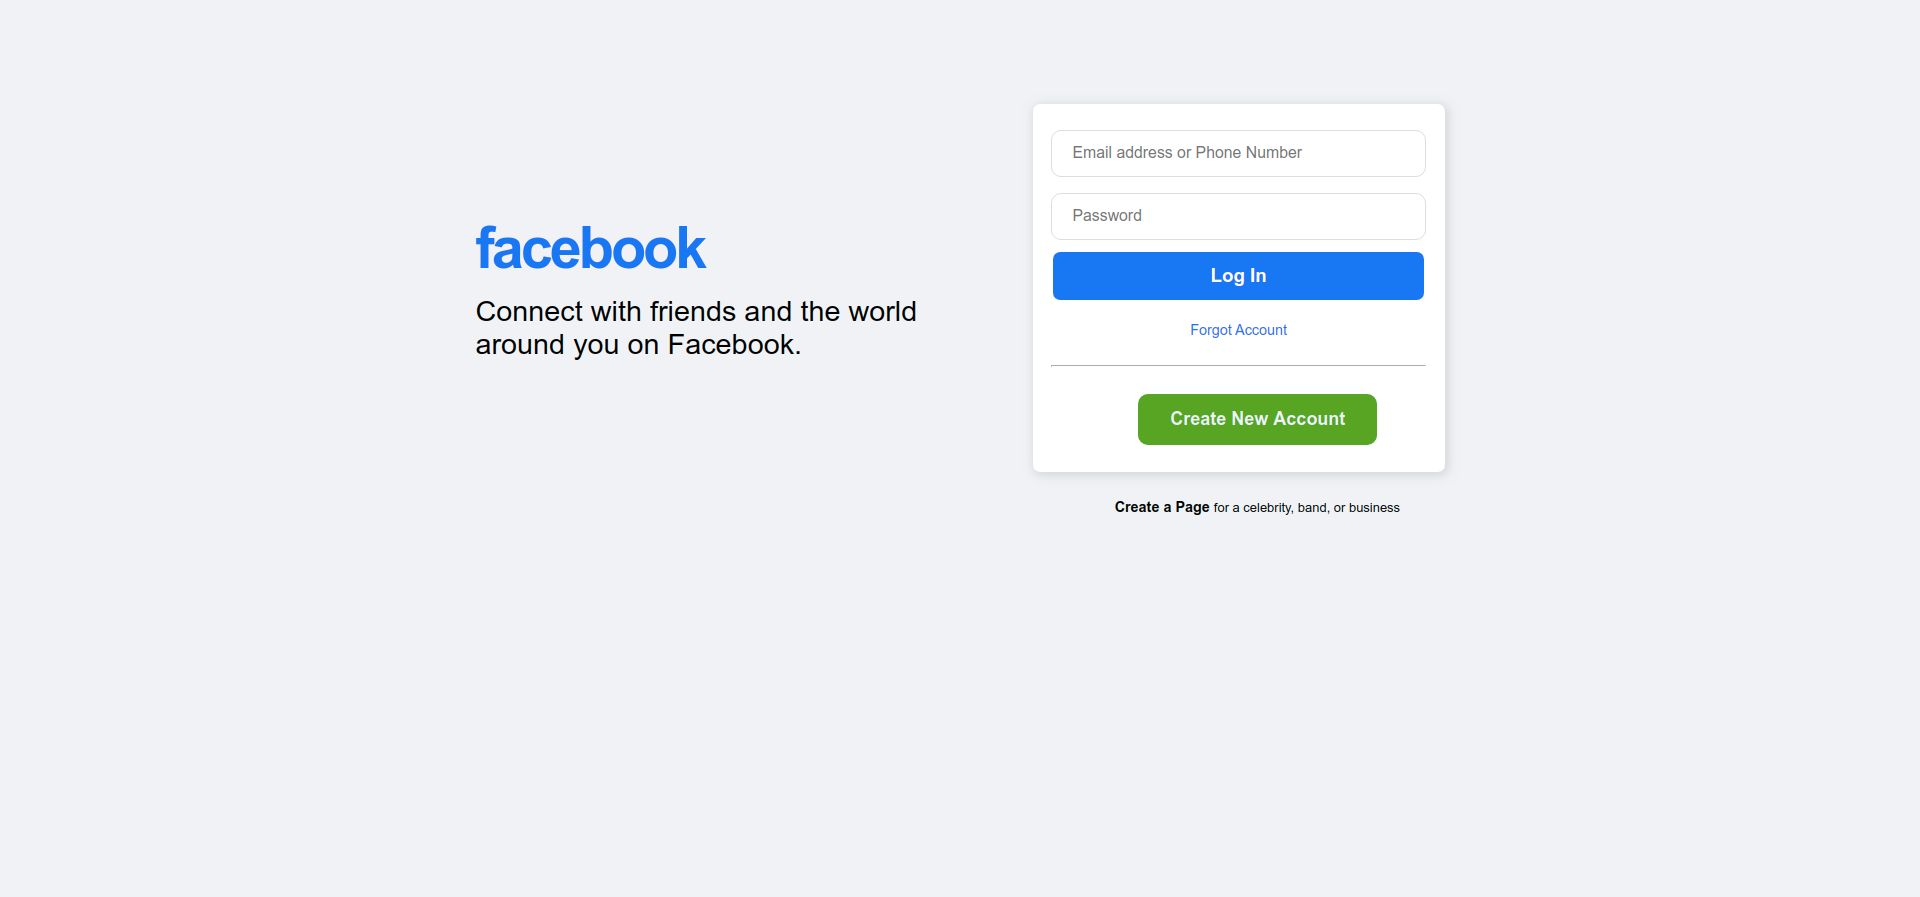 facebook
Connect with friends and the world
around you on Facebook.
Email address or Phone Number
Password
Log In
Forgot Account
Create New Account
Create a Page for a celebrity, band, or business